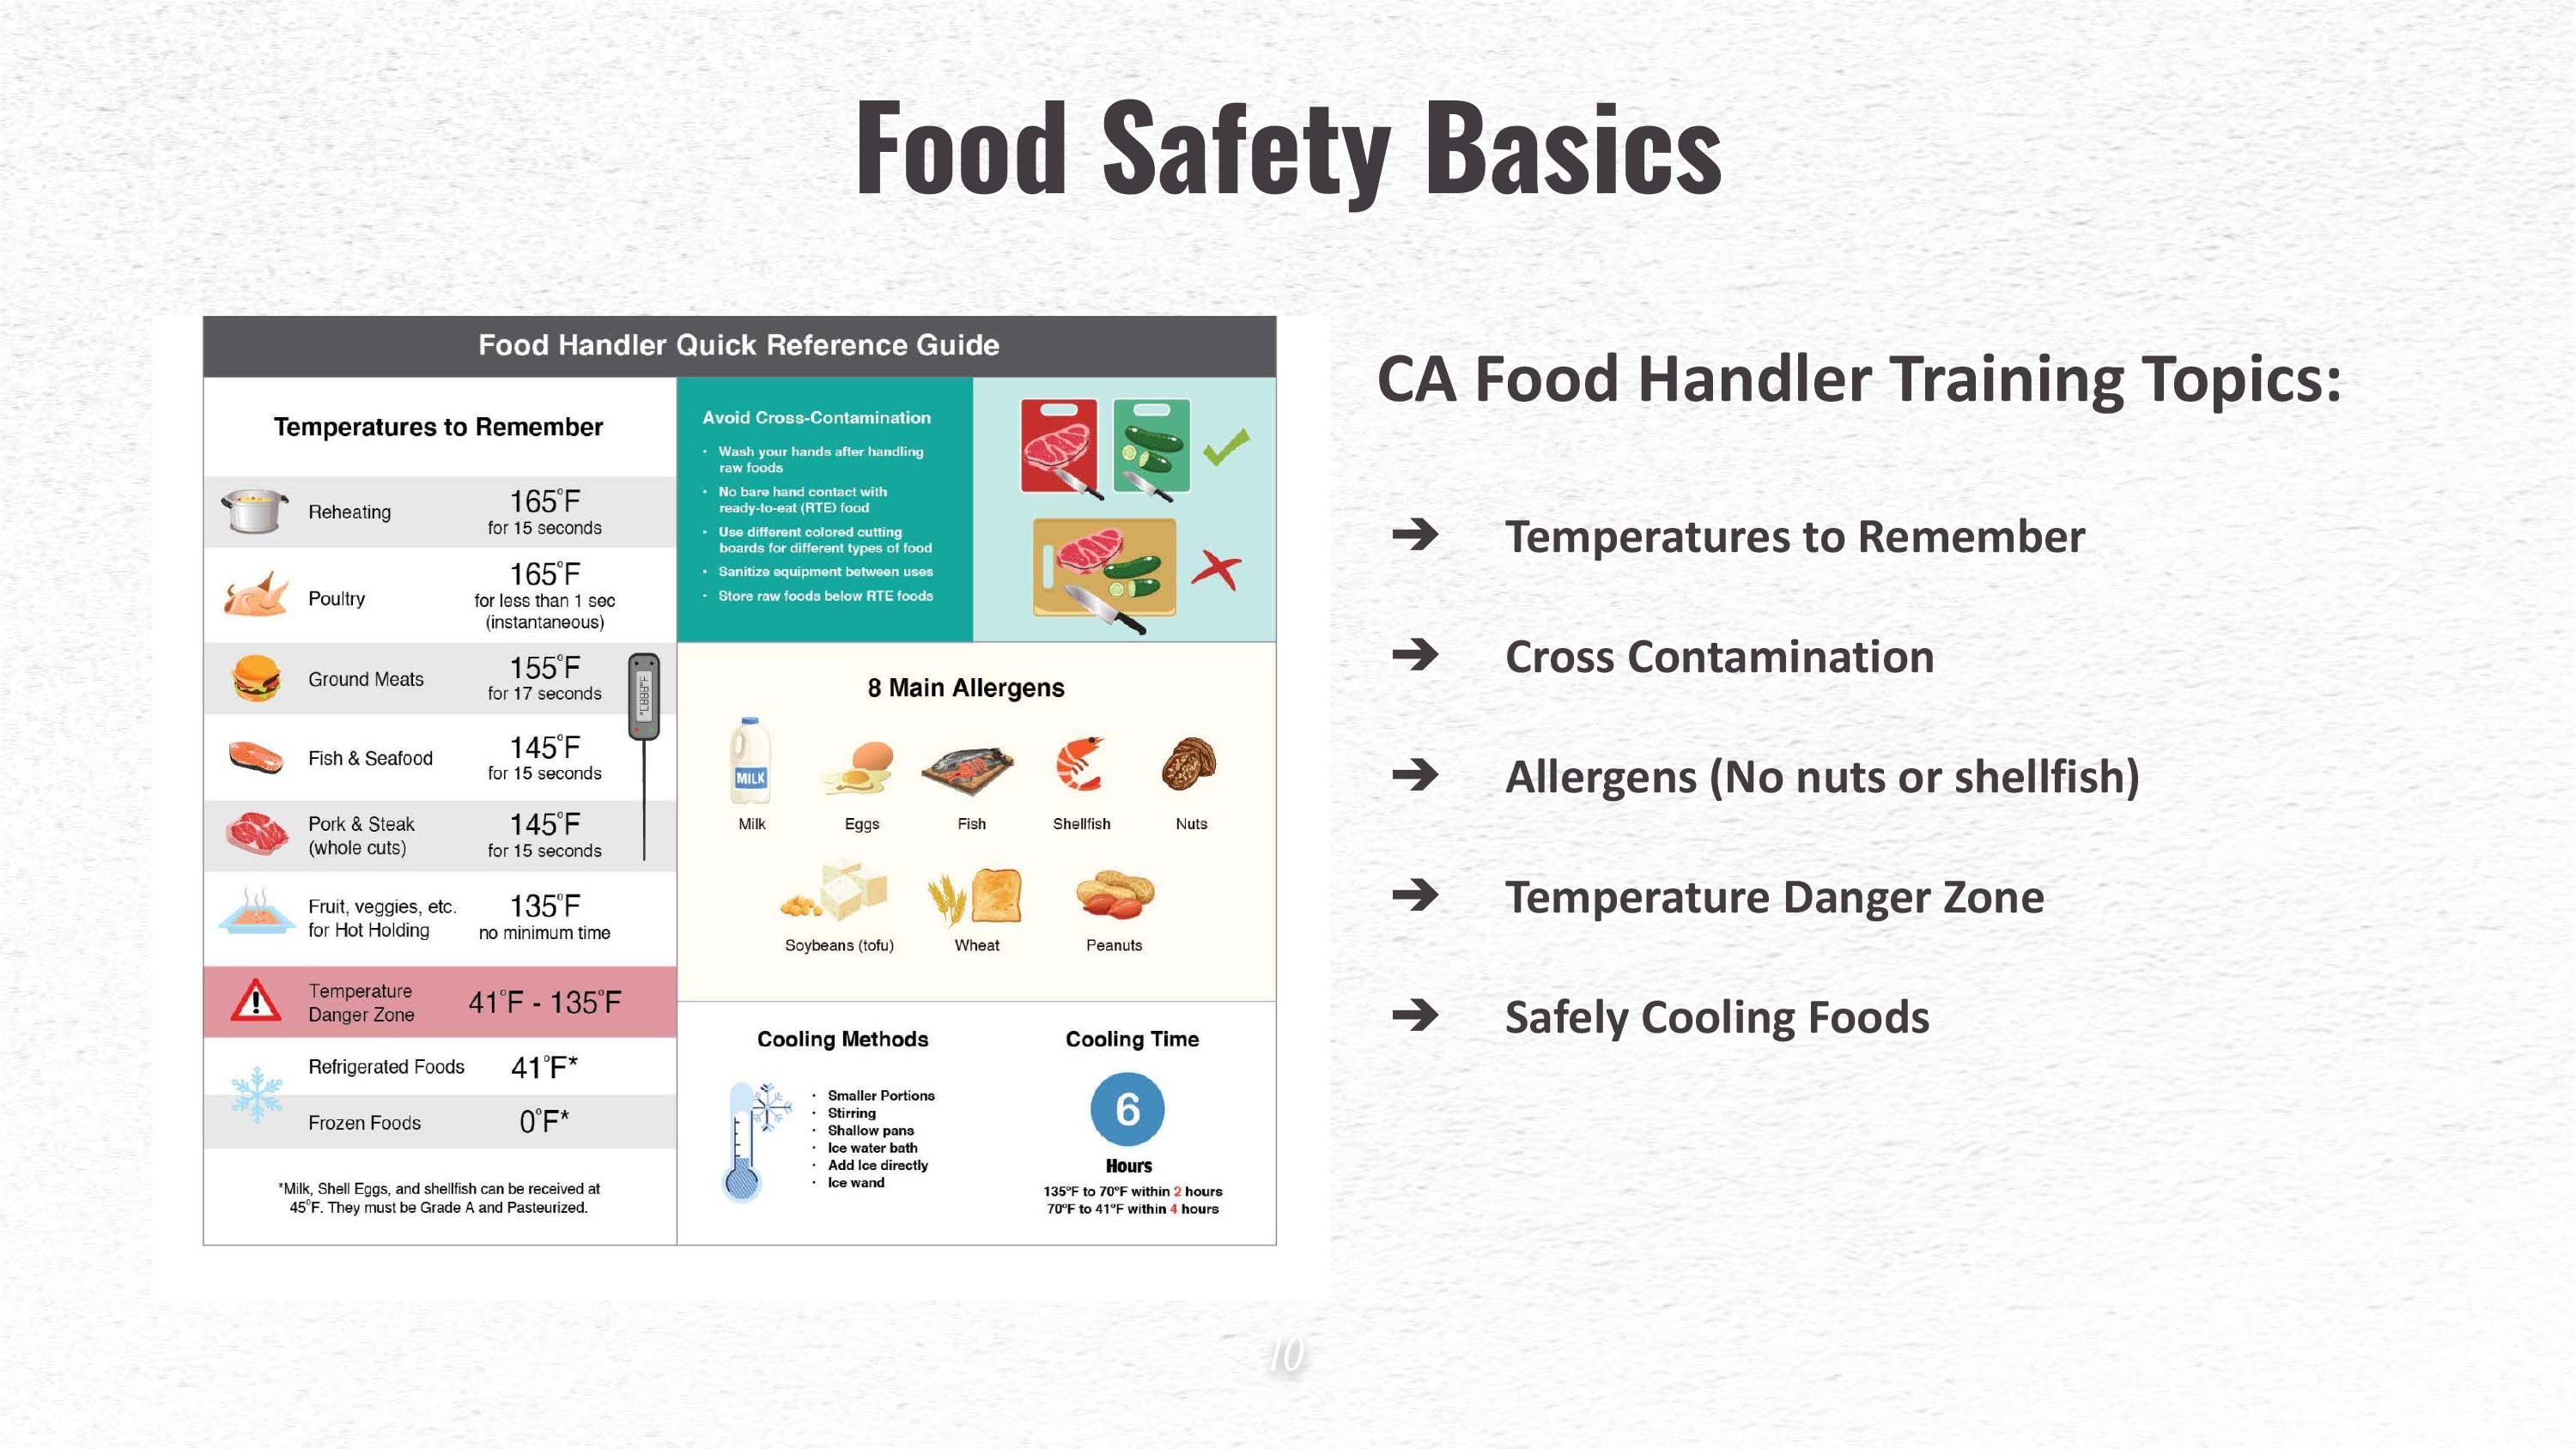 Food Safety Basics
Food Handler Quick Reference Guide
Temperatures to Remember
Reheating
165°F
for 15 seconds
Poultry
165°F
for less than 1 sec
(instantaneous)
Ground Meats
155°F
for 17 seconds
Fish & Seafood
145°F
for 15 seconds
Pork & Steak
(whole cuts)
145°F
for 15 seconds
Fruit, veggies, etc.
for Hot Holding
135°F
no minimum time
Temperature
Danger Zone
41°F - 135°F
Refrigerated Foods
41°F*
Frozen Foods
0°F*
*Milk, Shell Eggs, and shellfish can be received at
45°F. They must be Grade A and Pasteurized.
Avoid Cross-Contamination
· Wash your hands after handling
raw foods
· No bare hand contact with
ready-to-eat (RTE) food
· Use different colored cutting
boards for different types of food
· Sanitize equipment between uses
· Store raw foods below RTE foods
8 Main Allergens
MILK
Milk
Eggs
Fish
Shellfish
Nuts
Soybeans (tofu)
Wheat
Peanuts
Cooling Methods
· Smaller Portions
· Stirring
· Shallow pans
· Ice water bath
· Add Ice directly
· Ice wand
Cooling Time
6
Hours
135°F to 70°F within 2 hours
70°F to 41°F within 4 hours
CA Food Handler Training Topics:
➔ Temperatures to Remember
➔ Cross Contamination
➔ Allergens (No nuts or shellfish)
➔ Temperature Danger Zone
➔ Safely Cooling Foods
10